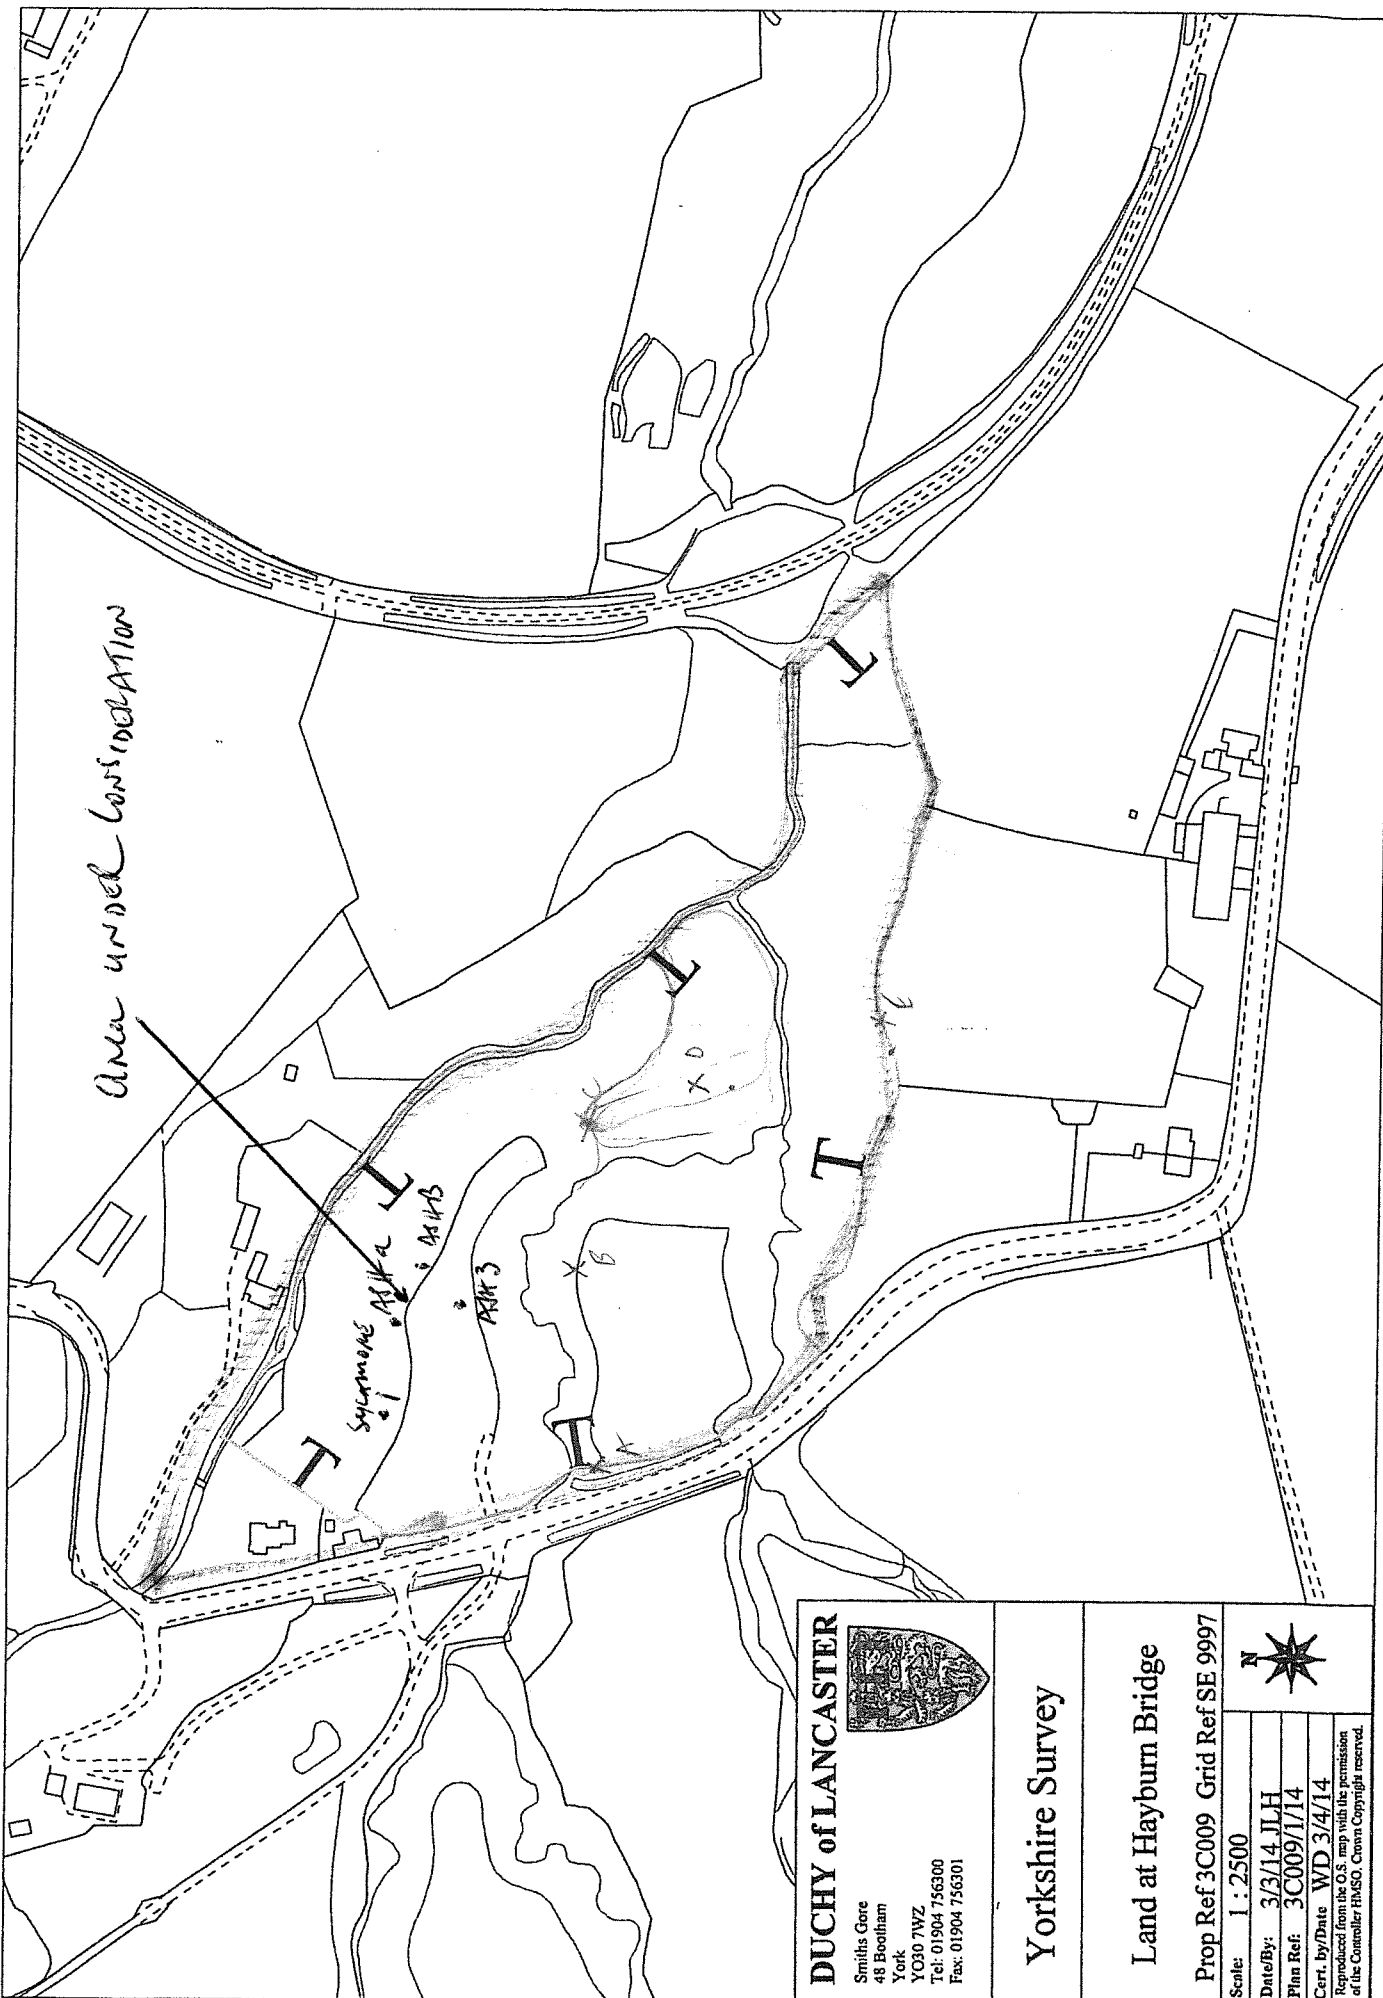 Area under Consideration
Sycamore
1
ASH a
ASH B
ASH 3
T
T
T
T
T
T
A
B
C
D
E
DUCHY of LANCASTER
Smiths Gore
48 Bootham
York
YO30 7WZ
Tel: 01904 756300
Fax: 01904 756301
Yorkshire Survey
Land at Hayburn Bridge
Prop Ref 3C009 Grid Ref SE 9997
Scale: 1 : 2500
Date/By: 3/3/14 JLH
Plan Ref: 3C009/1/14
Cert. by/Date WD 3/4/14
Reproduced from the O.S. map with the permission
of the Controller HMSO. Crown Copyright reserved.
N